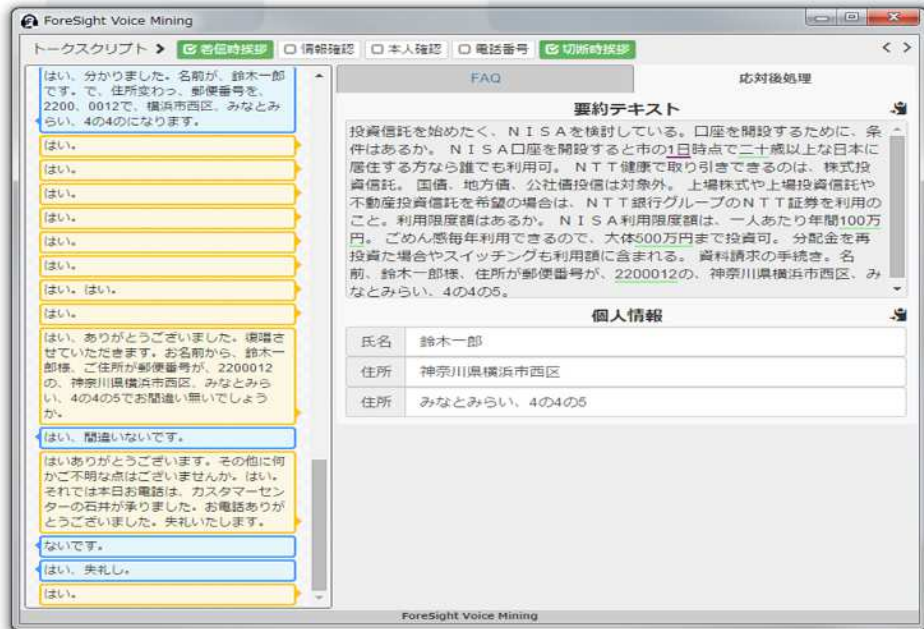 ForeSight Voice Mining
トークスクリプト > 着信時挨拶 情報確認 本人確認 電話番号 切断時挨拶 < >
はい、分かりました。名前が、鈴木一郎
です。で、住所変わっ、郵便番号を、
2200、0012で、横浜市西区、みなとみ
らい、4の4のになります。
はい。
はい。
はい。
はい。
はい。
はい。
はい。はい。
はい。
はい、ありがとうございました。復唱さ
せていただきます。お名前から、鈴木一
郎様、ご住所が郵便番号が、2200012
の、神奈川県横浜市西区、みなとみら
い、4の4の5でお間違い無いでしょう
か。
はい、間違いないです。
はいありがとうございます。その他に何
かご不明な点はございませんか。はい。
それでは本日お電話は、カスタマーセン
ターの石井が承りました。お電話ありが
とうございました。失礼いたします。
ないです。
はい、失礼し。
はい。
FAQ 応対後処理
要約テキスト
投資信託を始めたく、NISAを検討している。口座を開設するために、条
件はあるか。 NISA口座を開設すると市の1日時点で二十歳以上な日本に
居住する方なら誰でも利用可。 NTT健康で取り引きできるのは、株式投
資信託。 国債、地方債、公社債投信は対象外。 上場株式や上場投資信託や
不動産投資信託を希望の場合は、NTT銀行グループのNTT証券を利用の
こと。利用限度額はあるか。 NISA利用限度額は、一人あたり年間100万
円。 ごめん感毎年利用できるので、大体500万円まで投資可。 分配金を再
投資た場合やスイッチングも利用額に含まれる。 資料請求の手続き。名
前、鈴木一郎様、住所が郵便番号が、2200012の、神奈川県横浜市西区、み
なとみらい、4の4の5。
個人情報
氏名 鈴木一郎
住所 神奈川県横浜市西区
住所 みなとみらい、4の4の5
ForeSight Voice Mining